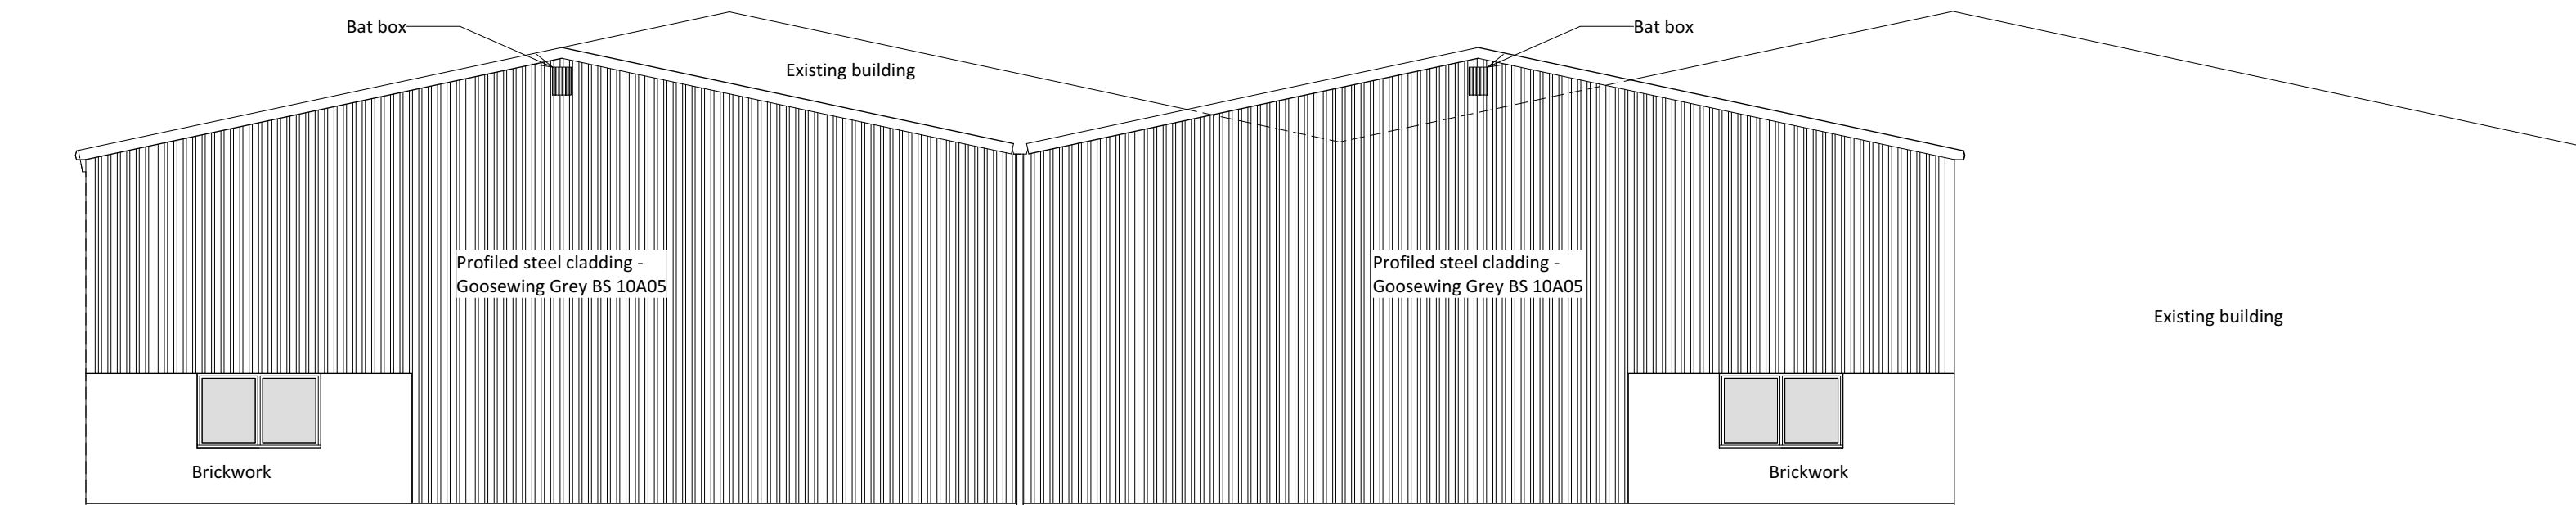 Bat box
Bat box
Existing building
Profiled steel cladding -
Goosewing Grey BS 10A05
Profiled steel cladding -
Goosewing Grey BS 10A05
Existing building
Brickwork
Brickwork